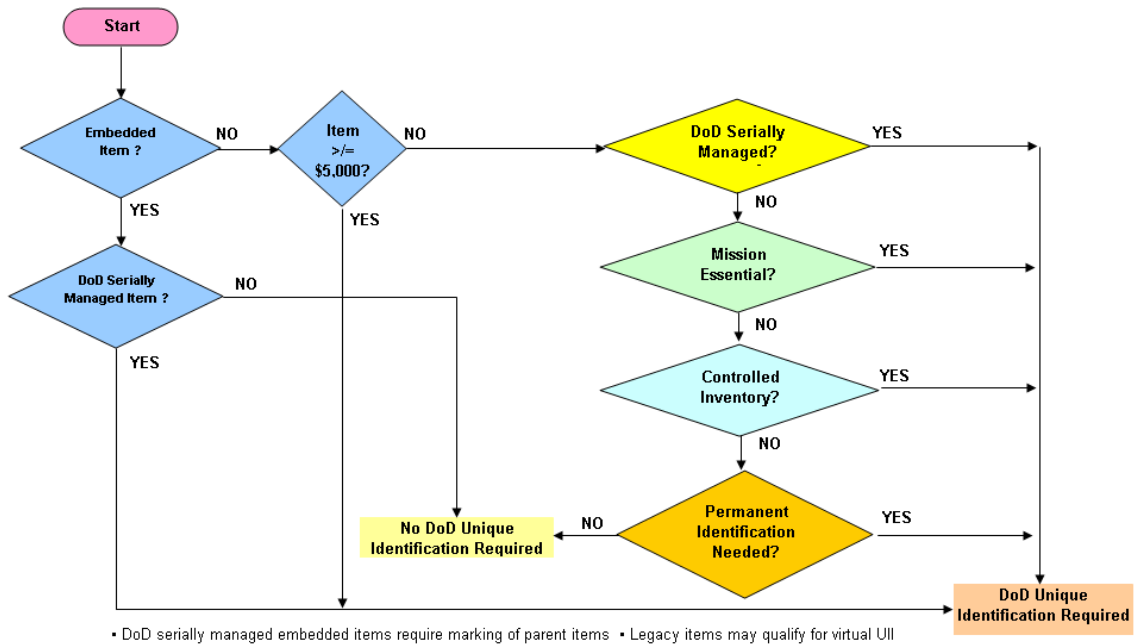 Start
Embedded
Item ?
NO
Item
>/=
$5,000?
NO
DoD Serially
Managed?
YES
YES
YES
NO
DoD Serially
Managed Item ?
NO
Mission
Essential?
YES
YES
NO
Controlled
Inventory?
YES
NO
Permanent
Identification
Needed?
YES
NO
No DoD Unique
Identification Required
DoD Unique
Identification Required
▪ DoD serially managed embedded items require marking of parent items ▪ Legacy items may qualify for virtual UII